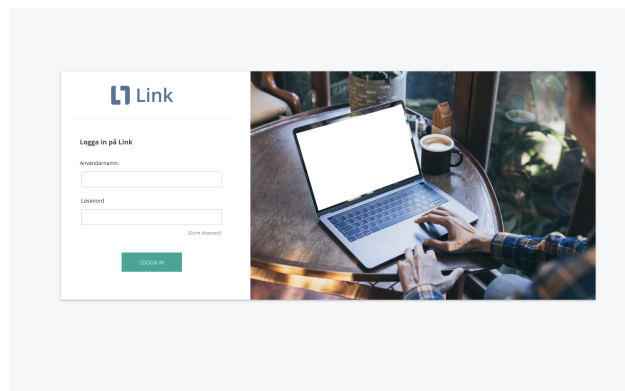 Link
Logga in på Link
Användarnamn:
Lösenord
Glömt lösenord?
LOGGA IN